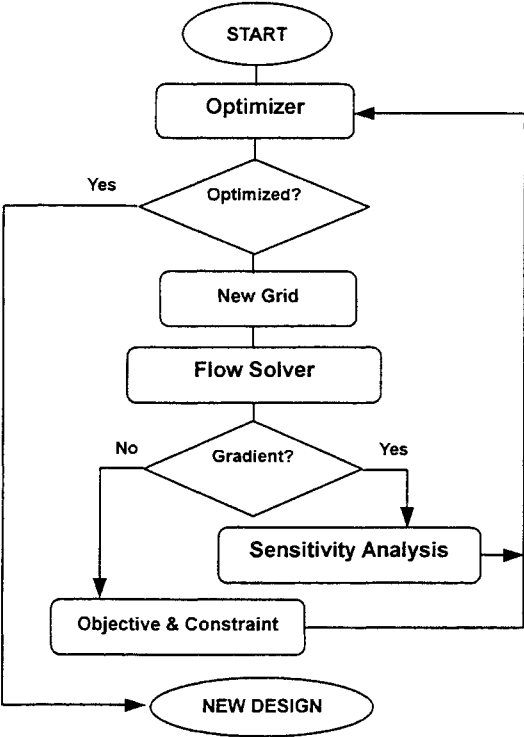 START
Optimizer
Yes
Optimized?
New Grid
Flow Solver
No
Gradient?
Yes
Sensitivity Analysis
Objective & Constraint
NEW DESIGN